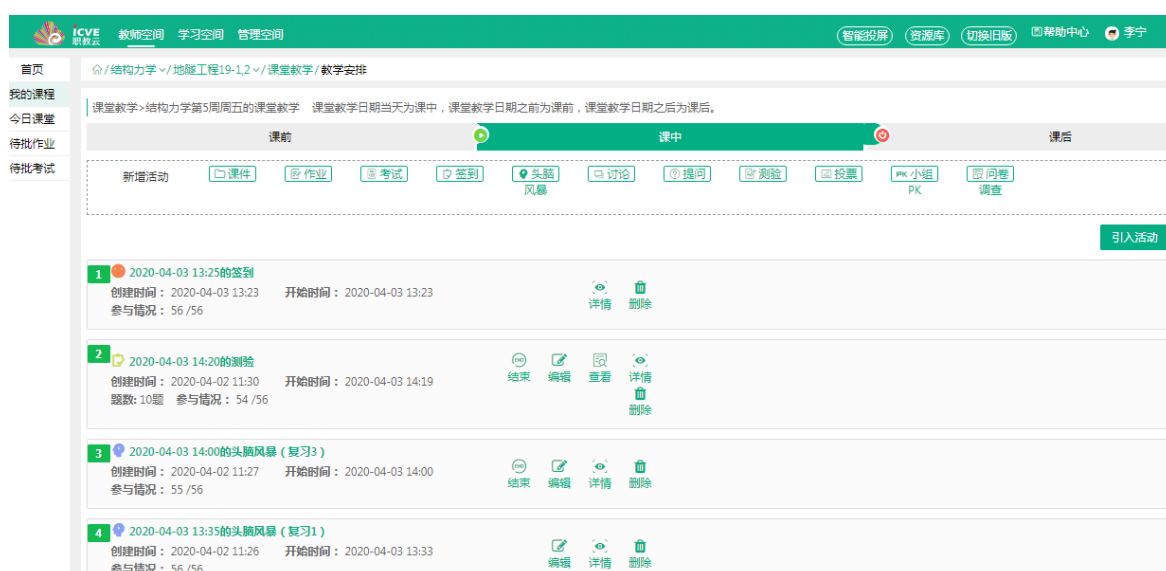 iCVE 职教云 教师空间 学习空间 管理空间 智能投屏 资源库 切换旧版 帮助中心 李宁
首页
我的课程
今日课堂
待批作业
待批考试
/结构力学 /地隧工程19-1,2 /课堂教学/教学安排
课堂教学>结构力学第5周周五的课堂教学 课堂教学日期当天为课中，课堂教学日期之前为课前，课堂教学日期之后为课后。
课前 课中 课后
新增活动 课件 作业 考试 签到 头脑风暴 讨论 提问 测验 投票 PK 小组PK 问卷调查
引入活动
1 2020-04-03 13:25的签到
创建时间： 2020-04-03 13:23 开始时间： 2020-04-03 13:23
参与情况： 56 /56
详情 删除
2 2020-04-03 14:20的测验
创建时间： 2020-04-02 11:30 开始时间： 2020-04-03 14:19
题数: 10题 参与情况： 54 /56
END 结束 编辑 查看 详情
删除
3 2020-04-03 14:00的头脑风暴（复习3）
创建时间： 2020-04-02 11:27 开始时间： 2020-04-03 14:00
参与情况： 55 /56
END 结束 编辑 详情 删除
4 2020-04-03 13:35的头脑风暴（复习1）
创建时间： 2020-04-02 11:26 开始时间： 2020-04-03 13:33
参与情况： 56 /56
编辑 详情 删除